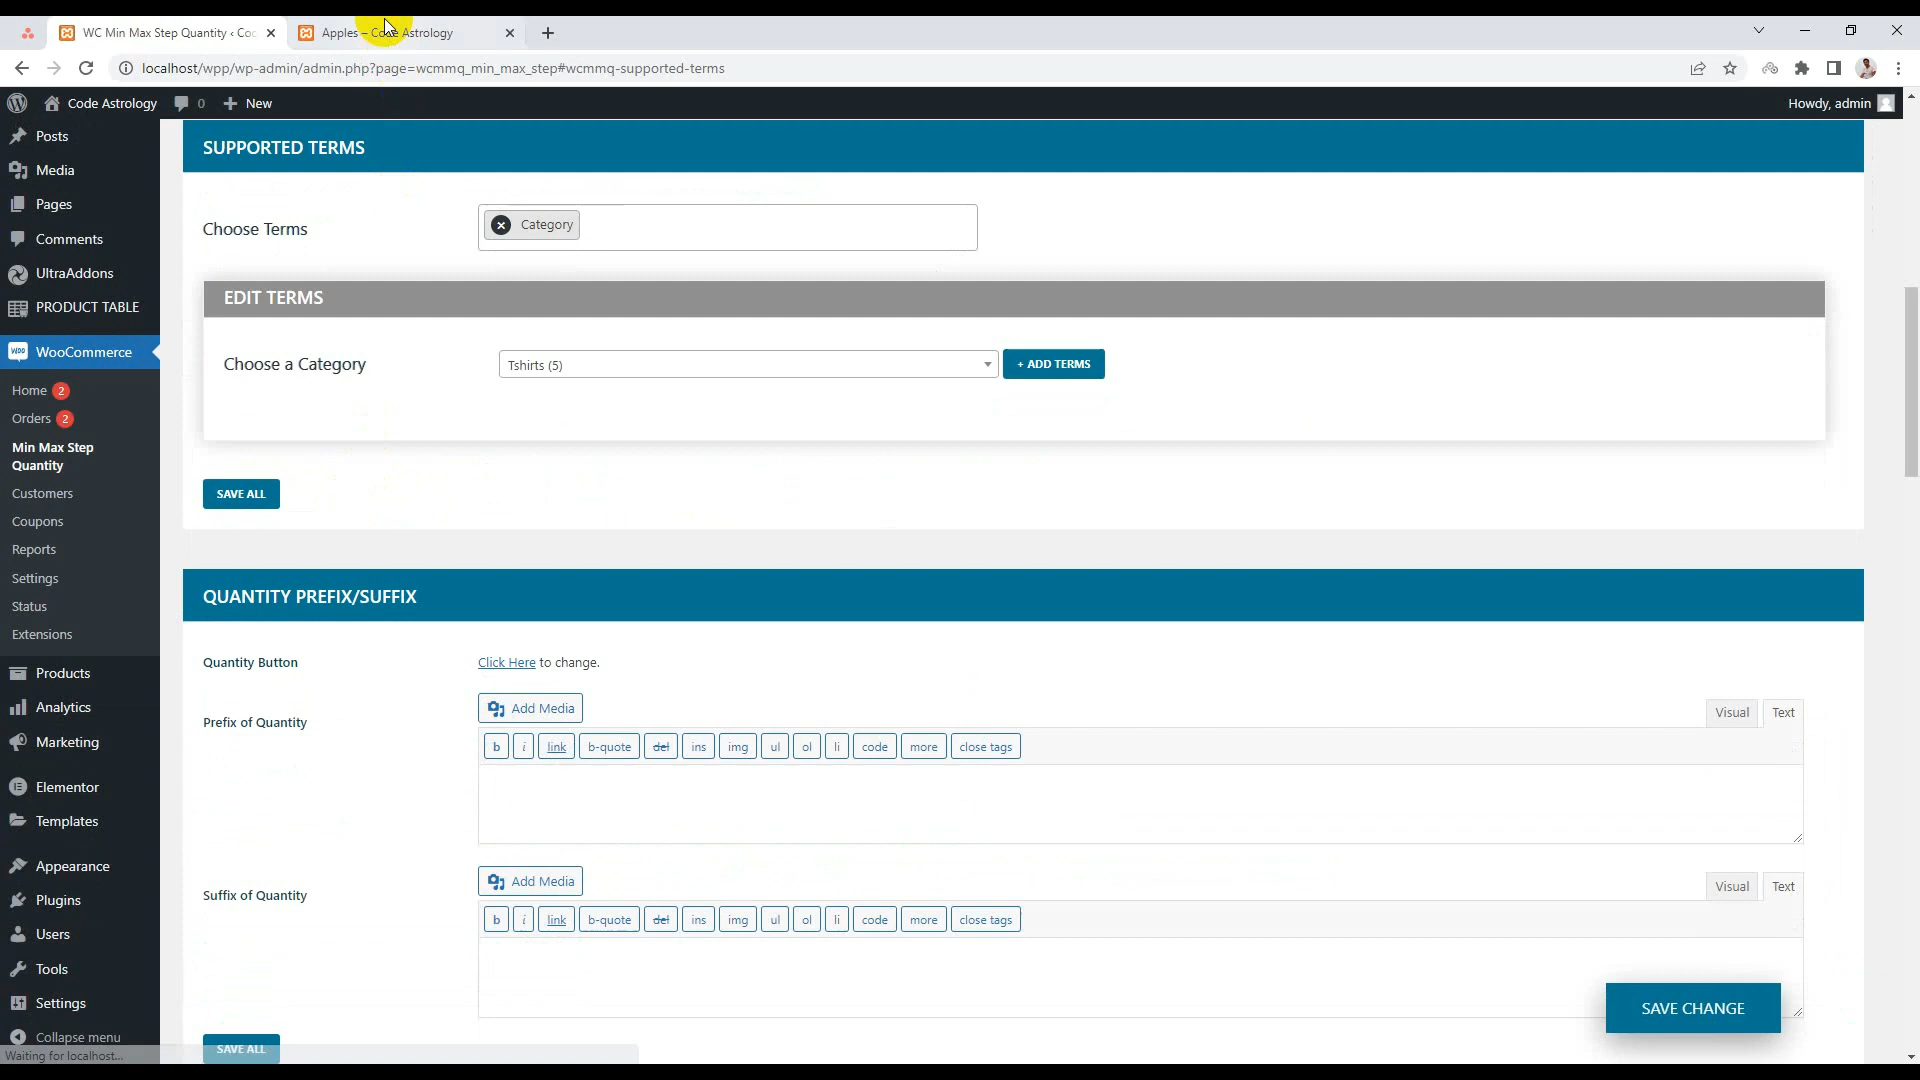 WC Min Max Step Quantity ‹ Coc
Apples – Code Astrology
localhost/wpp/wp-admin/admin.php?page=wcmmq_min_max_step#wcmmq-supported-terms
Code Astrology
0
New
Howdy, admin
Posts
Media
Pages
Comments
UltraAddons
PRODUCT TABLE
WooCommerce
Home 2
Orders 2
Min Max Step
Quantity
Customers
Coupons
Reports
Settings
Status
Extensions
Products
Analytics
Marketing
Elementor
Templates
Appearance
Plugins
Users
Tools
Settings
Collapse menu
Waiting for localhost...
SUPPORTED TERMS
Choose Terms
Category
EDIT TERMS
Choose a Category
Tshirts (5)
+ ADD TERMS
SAVE ALL
QUANTITY PREFIX/SUFFIX
Quantity Button
Click Here to change.
Prefix of Quantity
Add Media
Visual Text
b i link b-quote del ins img ul ol li code more close tags
Suffix of Quantity
Add Media
Visual Text
b i link b-quote del ins img ul ol li code more close tags
SAVE CHANGE
SAVE ALL